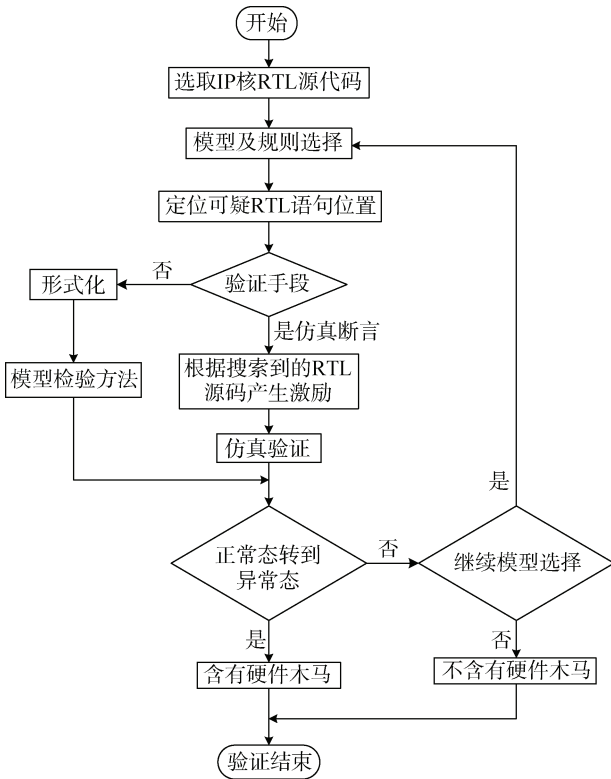 开始
选取IP核RTL源代码
模型及规则选择
定位可疑RTL语句位置
验证手段
否
形式化
模型检验方法
是仿真断言
根据搜索到的RTL
源码产生激励
仿真验证
正常态转到
异常态
否
继续模型选择
是
是
否
含有硬件木马
不含有硬件木马
验证结束